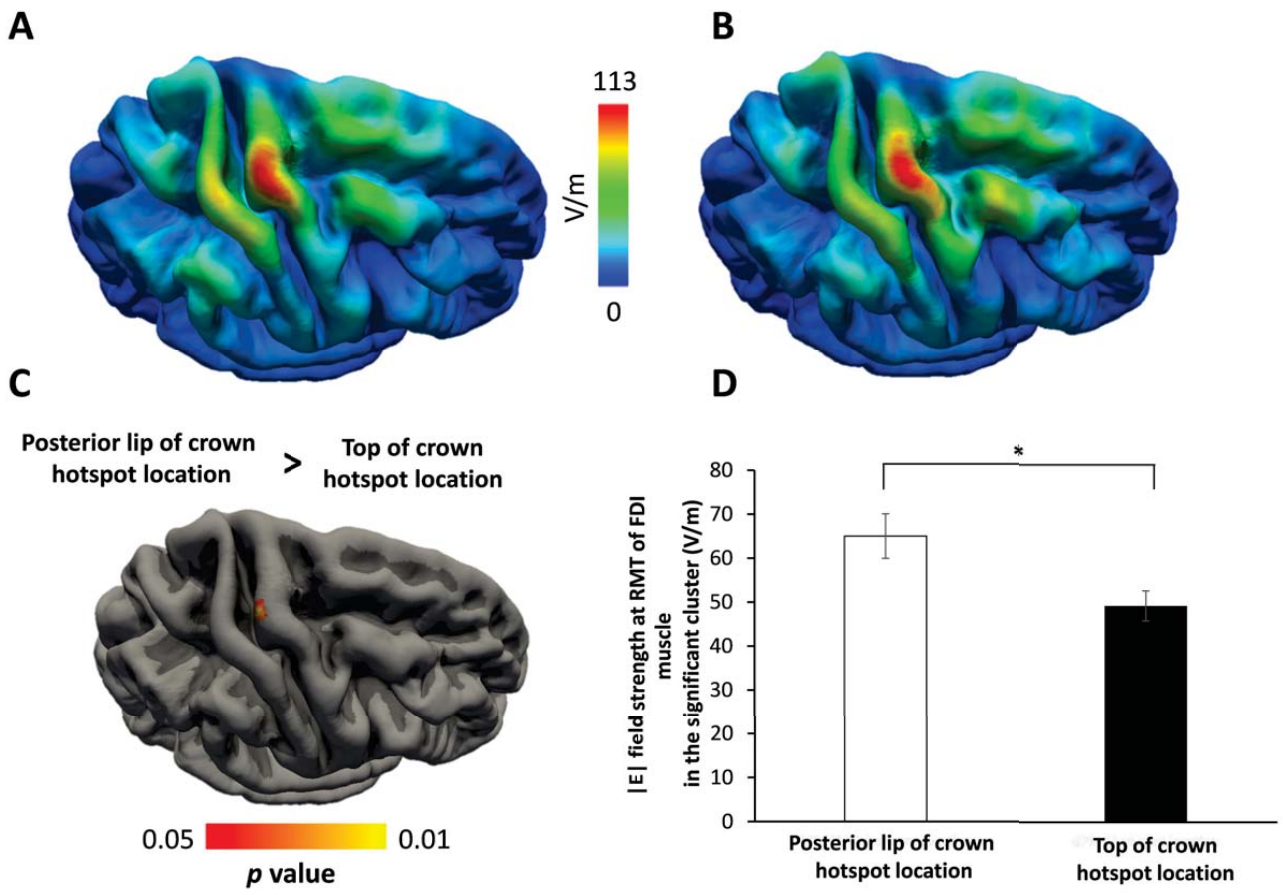 A
B
113
V/m
0
C
D
Posterior lip of crown
hotspot location
>
Top of crown
hotspot location
0.05
0.01
p value
*
|E| field strength at RMT of FDI
muscle
in the significant cluster (V/m)
80
70
60
50
40
30
20
10
0
Posterior lip of crown
hotspot location
Top of crown
hotspot location